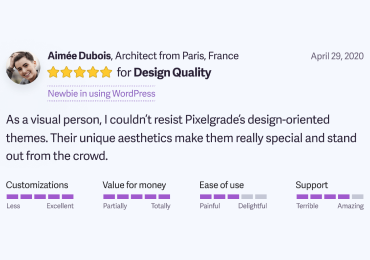 Aimée Dubois, Architect from Paris, France April 29, 2020
for Design Quality
Newbie in using WordPress
As a visual person, I couldn't resist Pixelgrade's design-oriented
themes. Their unique aesthetics make them really special and stand
out from the crowd.
Customizations Value for money Ease of use Support
Less Excellent Partially Totally Painful Delightful Terrible Amazing